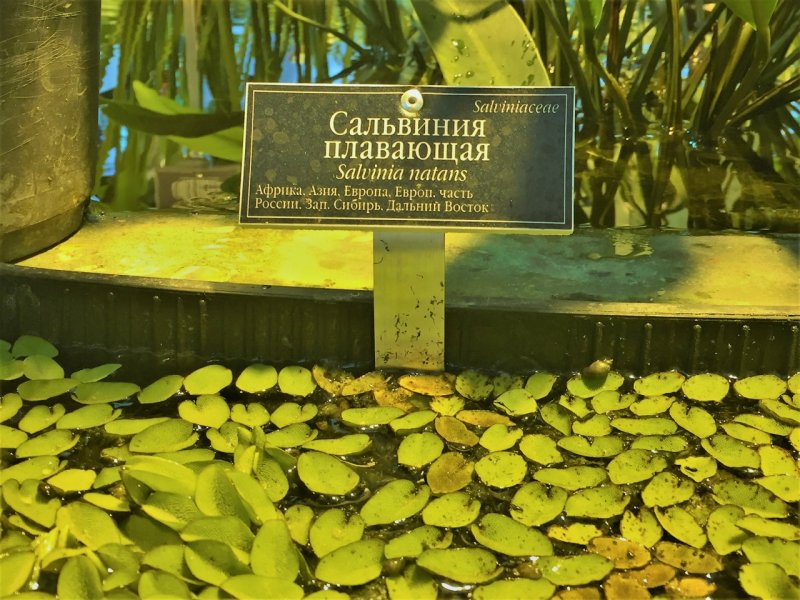 Salviniaceae
Сальвиния
плавающая
Salvinia natans
Африка, Азия, Европа, Европ. часть
России, Зап. Сибирь, Дальний Восток